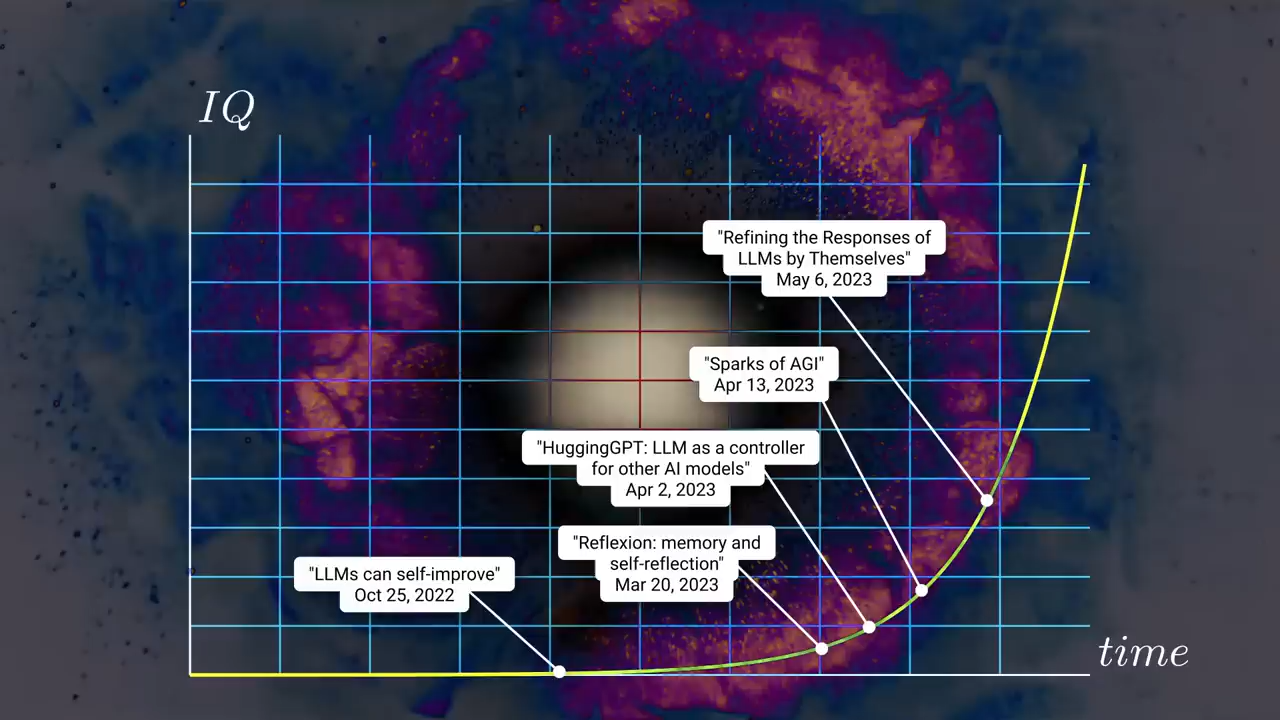 IQ
"Refining the Responses of
LLMs by Themselves"
May 6, 2023
"Sparks of AGI"
Apr 13, 2023
"HuggingGPT: LLM as a controller
for other AI models"
Apr 2, 2023
"Reflexion: memory and
self-reflection"
Mar 20, 2023
"LLMs can self-improve"
Oct 25, 2022
time